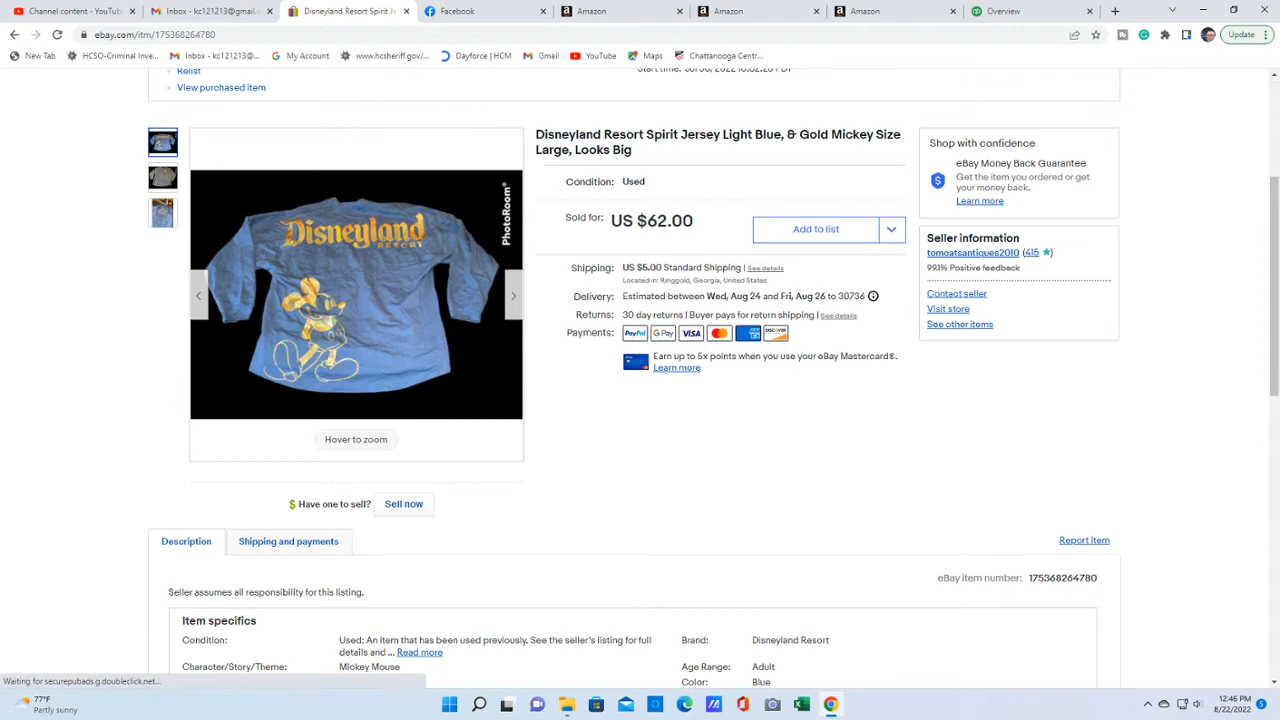 Channel content - YouTube
Inbox - kc121213@gmail.c
Disneyland Resort Spirit Je
Facebook
Amazon
Amazon
Amazon
Overview
ebay.com/itm/175368264780
Update
New Tab
HCSO-Criminal Inve...
Inbox - kc121213@g...
My Account
www.hcsheriff.gov/...
Dayforce | HCM
Gmail
YouTube
Maps
Chattanooga Centr...
Relist
View purchased item
Disneyland Resort Spirit Jersey Light Blue, & Gold Mickey Size
Large, Looks Big
Condition: Used
Sold for: US $62.00
Add to list
Shipping: US $5.00 Standard Shipping | See details
Located in: Ringgold, Georgia, United States
Delivery: Estimated between Wed, Aug 24 and Fri, Aug 26 to 30736
Returns: 30 day returns | Buyer pays for return shipping | See details
Payments: PayPal G Pay VISA DISCOVER
Earn up to 5x points when you use your eBay Mastercard®.
Learn more
Shop with confidence
eBay Money Back Guarantee
Get the item you ordered or get
your money back.
Learn more
Seller information
tomoatsantiques2010 (415)
99.1% Positive feedback
Contact seller
Visit store
See other items
Disneyland
RESORT
PhotoRoom
Hover to zoom
Have one to sell? Sell now
Description
Shipping and payments
Report item
eBay item number: 175368264780
Seller assumes all responsibility for this listing.
Item specifics
Condition: Used: An item that has been used previously. See the seller's listing for full
details and ... Read more
Brand: Disneyland Resort
Character/Story/Theme: Mickey Mouse
Age Range: Adult
Color: Blue
Waiting for securepubads.g.doubleclick.net...
77°F
Partly sunny
12:46 PM
8/22/2022